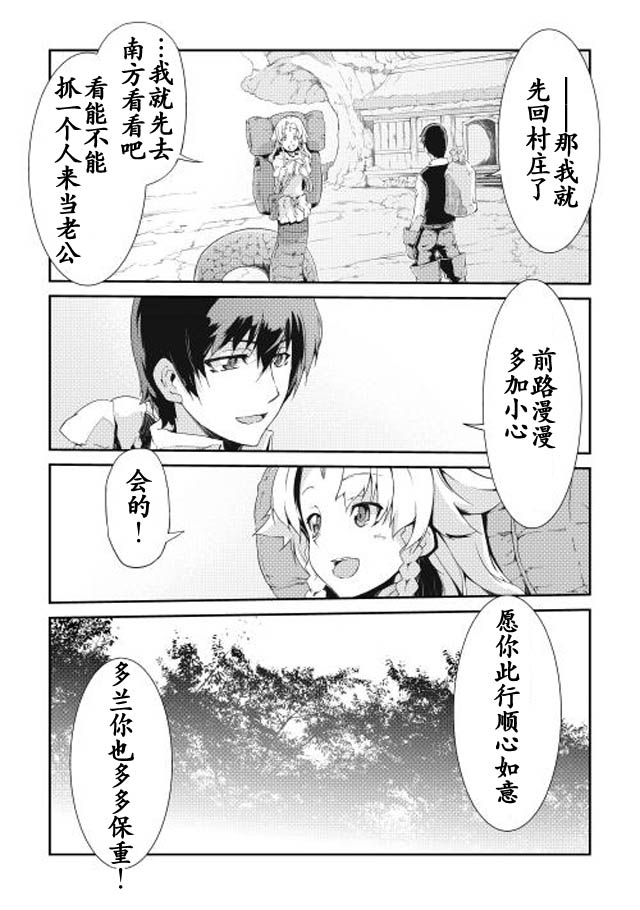 ——那我就
先回村庄了
…我就先去
南方看看吧
看能不能
抓一个人来当老公
前路漫漫
多加小心
会的！
愿你此行顺心如意
多兰你也多多保重！